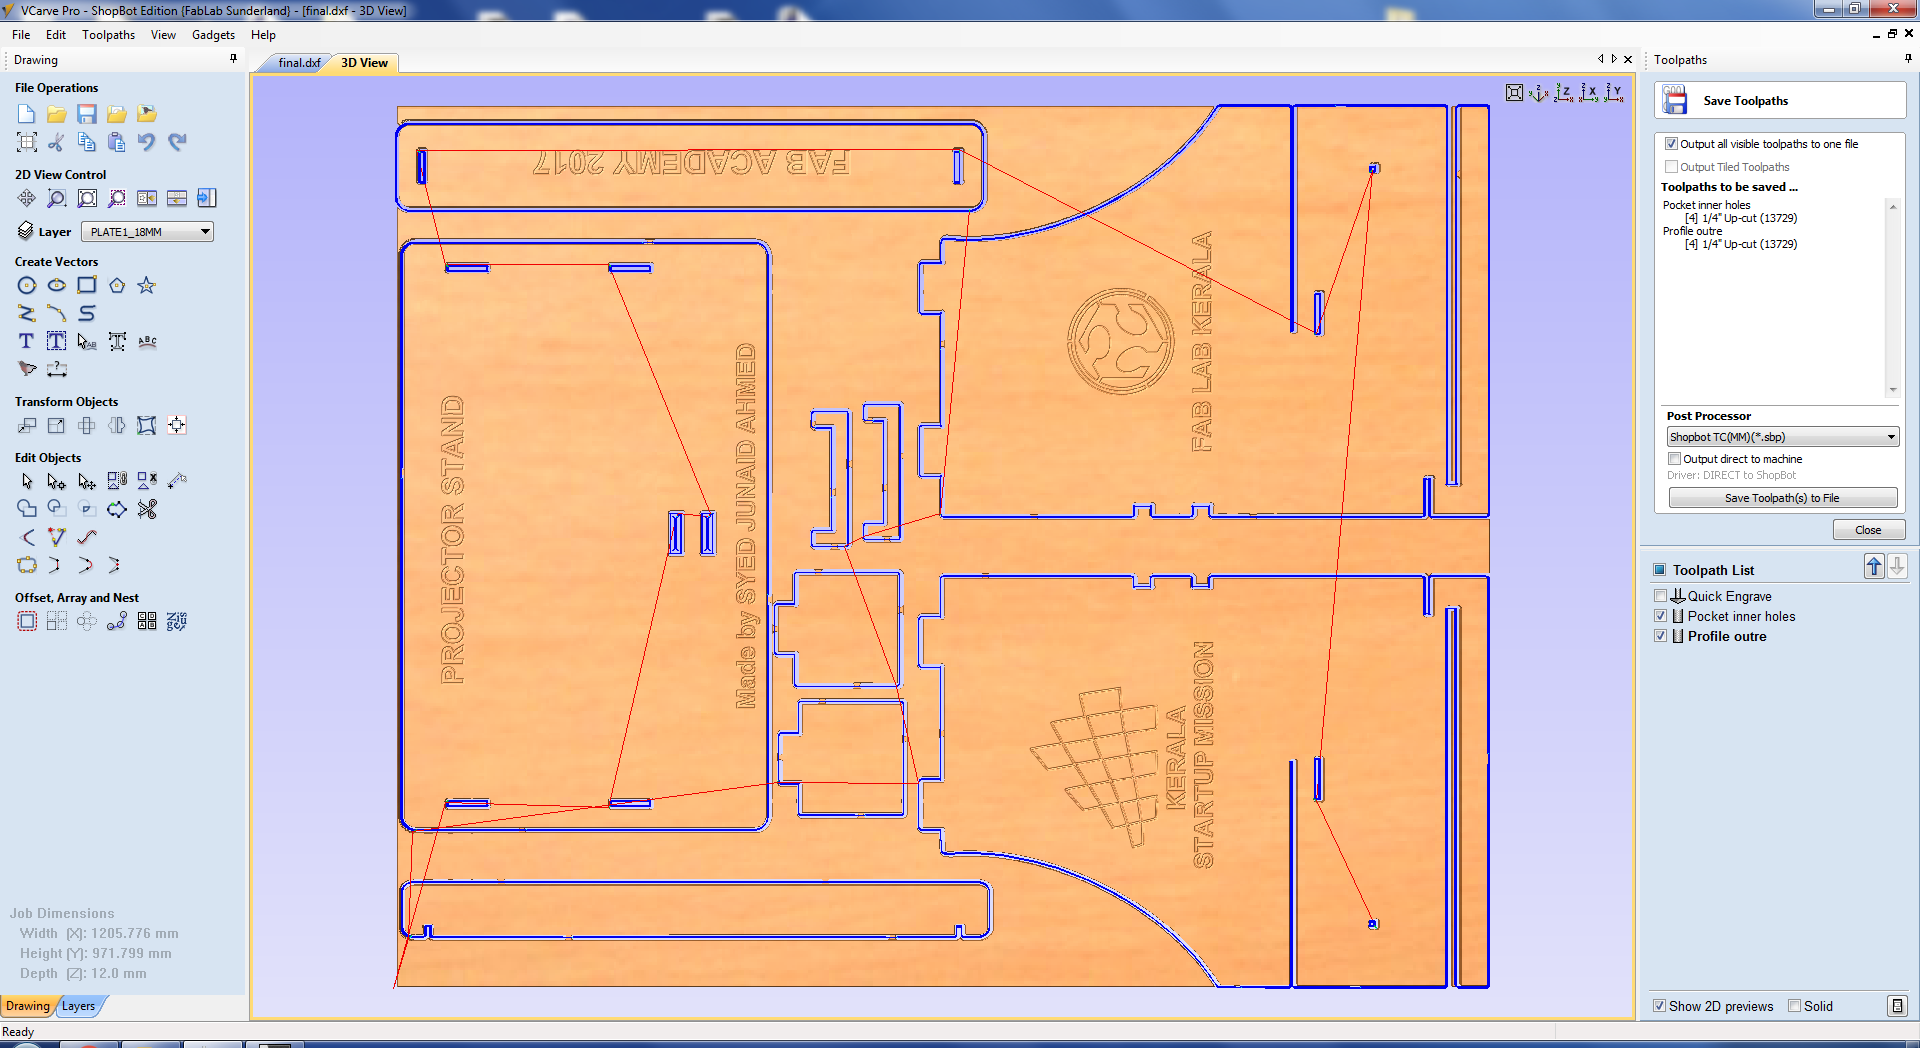 VCarve Pro - ShopBot Edition {FabLab Sunderland} - [final.dxf - 3D View]
File Edit Toolpaths View Gadgets Help
Drawing
File Operations
2D View Control
Layer PLATE1_18MM
Create Vectors
Transform Objects
Edit Objects
Offset, Array and Nest
Job Dimensions
Width (X): 1205.776 mm
Height (Y): 971.799 mm
Depth (Z): 12.0 mm
Drawing Layers
Ready
final.dxf 3D View
FAB ACADEMY 2017
PROJECTOR STAND
Made by SYED JUNAID AHMED
FAB LAB KERALA
KERALA
STARTUP MISSION
Toolpaths
Save Toolpaths
Output all visible toolpaths to one file
Output Tiled Toolpaths
Toolpaths to be saved ...
Pocket inner holes
[4] 1/4" Up-cut (13729)
Profile outre
[4] 1/4" Up-cut (13729)
Post Processor
Shopbot TC(MM)(*.sbp)
Output direct to machine
Driver: DIRECT to ShopBot
Save Toolpath(s) to File
Close
Toolpath List
Quick Engrave
Pocket inner holes
Profile outre
Show 2D previews Solid